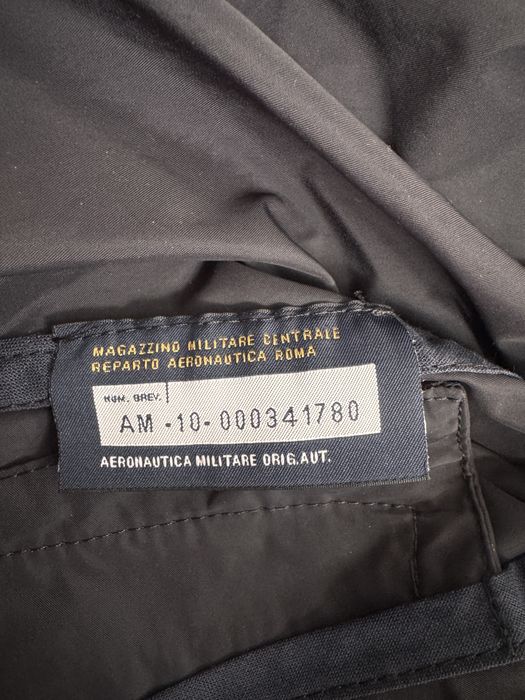 MAGAZZINO MILITARE CENTRALE
REPARTO AERONAUTICA ROMA
NUM. BREV.
AM -10- 000341780
AERONAUTICA MILITARE ORIG.AUT.